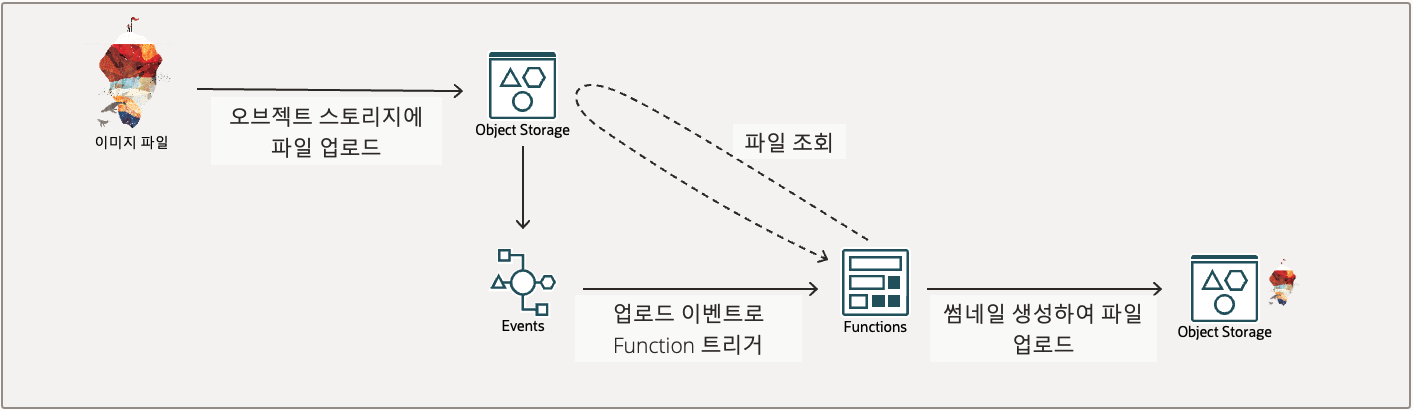 이미지 파일
오브젝트 스토리지에
파일 업로드
Object Storage
파일 조회
Events
업로드 이벤트로
Function 트리거
Functions
썸네일 생성하여 파일
업로드
Object Storage